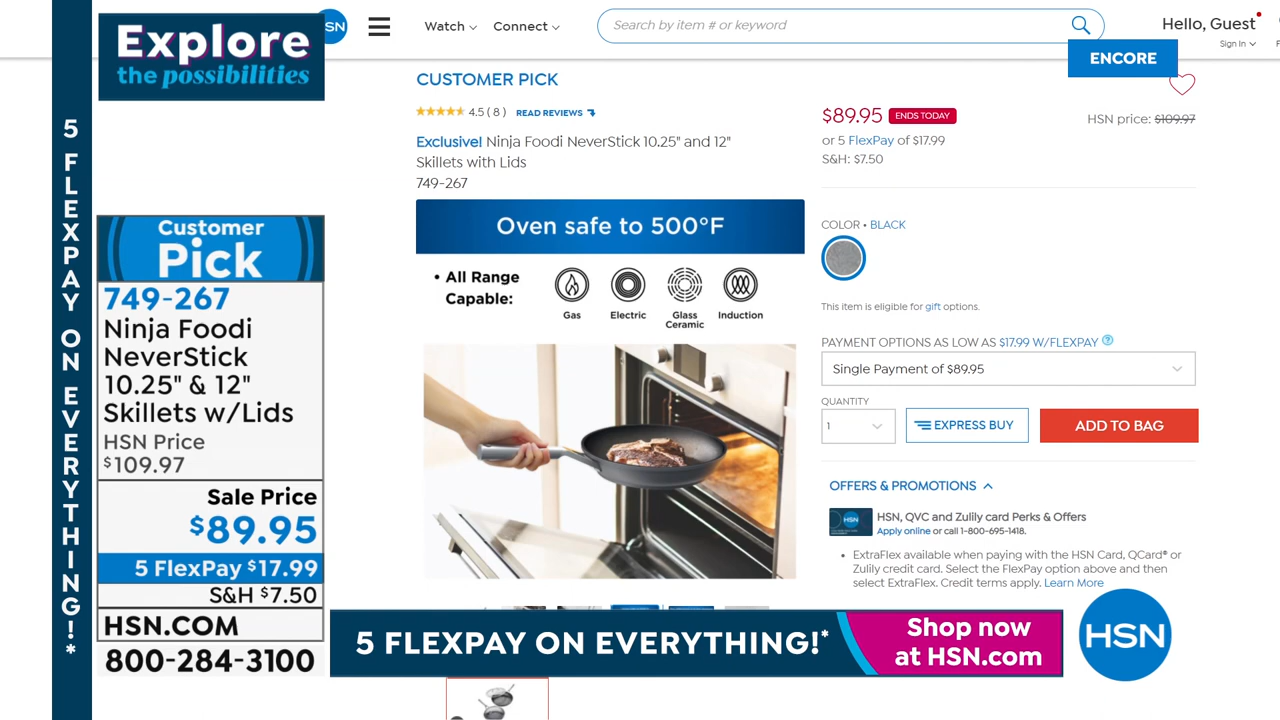 5 FLEXPAY ON EVERYTHING!*
Explore
the possibilities
SN
Watch
Connect
Search by item # or keyword
Hello, Guest
Sign In
ENCORE
CUSTOMER PICK
4.5 ( 8 ) READ REVIEWS
Exclusive! Ninja Foodi NeverStick 10.25" and 12"
Skillets with Lids
749-267
Oven safe to 500°F
• All Range
Capable:
Gas
Electric
Glass
Ceramic
Induction
$89.95 ENDS TODAY
HSN price: $109.97
or 5 FlexPay of $17.99
S&H: $7.50
COLOR • BLACK
This item is eligible for gift options.
PAYMENT OPTIONS AS LOW AS $17.99 W/FLEXPAY ?
Single Payment of $89.95
QUANTITY
1
EXPRESS BUY
ADD TO BAG
OFFERS & PROMOTIONS
HSN
HSN, QVC and Zulily card Perks & Offers
Apply online or call 1-800-695-1418.
• ExtraFlex available when paying with the HSN Card, QCard® or
Zulily credit card. Select the FlexPay option above and then
select ExtraFlex. Credit terms apply. Learn More
Customer
Pick
749-267
Ninja Foodi
NeverStick
10.25" & 12"
Skillets w/Lids
HSN Price
$109.97
Sale Price
$89.95
5 FlexPay $17.99
S&H $7.50
HSN.COM
800-284-3100
5 FLEXPAY ON EVERYTHING!*
Shop now
at HSN.com
HSN